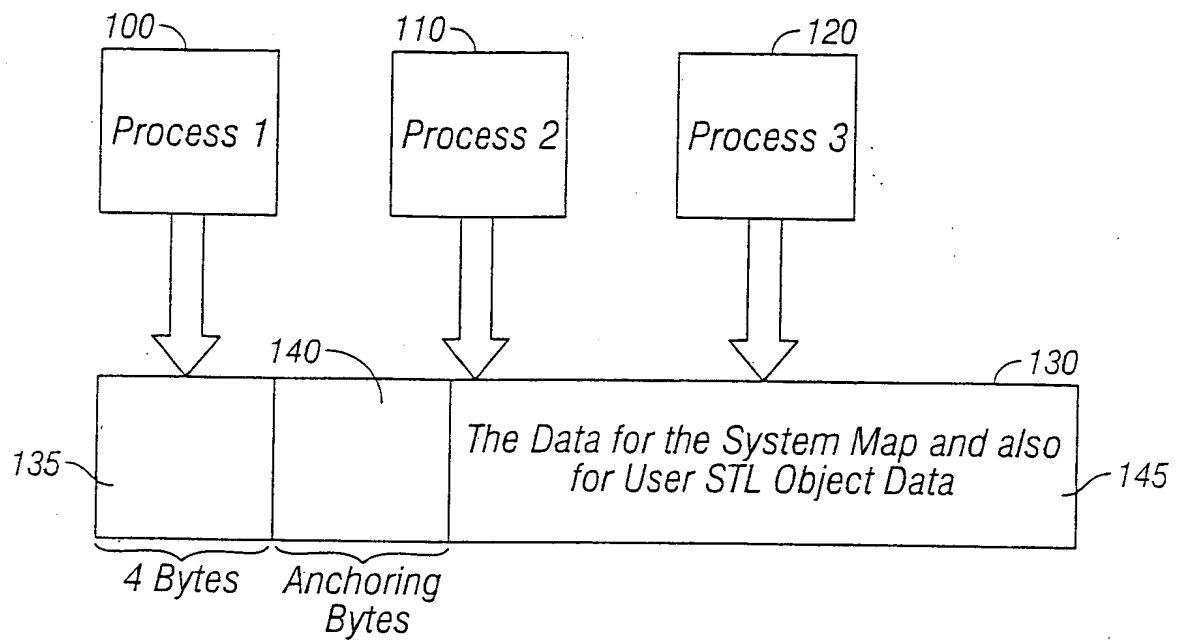 100
110
120
Process 1
Process 2
Process 3
140
130
135
The Data for the System Map and also
for User STL Object Data
145
4 Bytes
Anchoring
Bytes